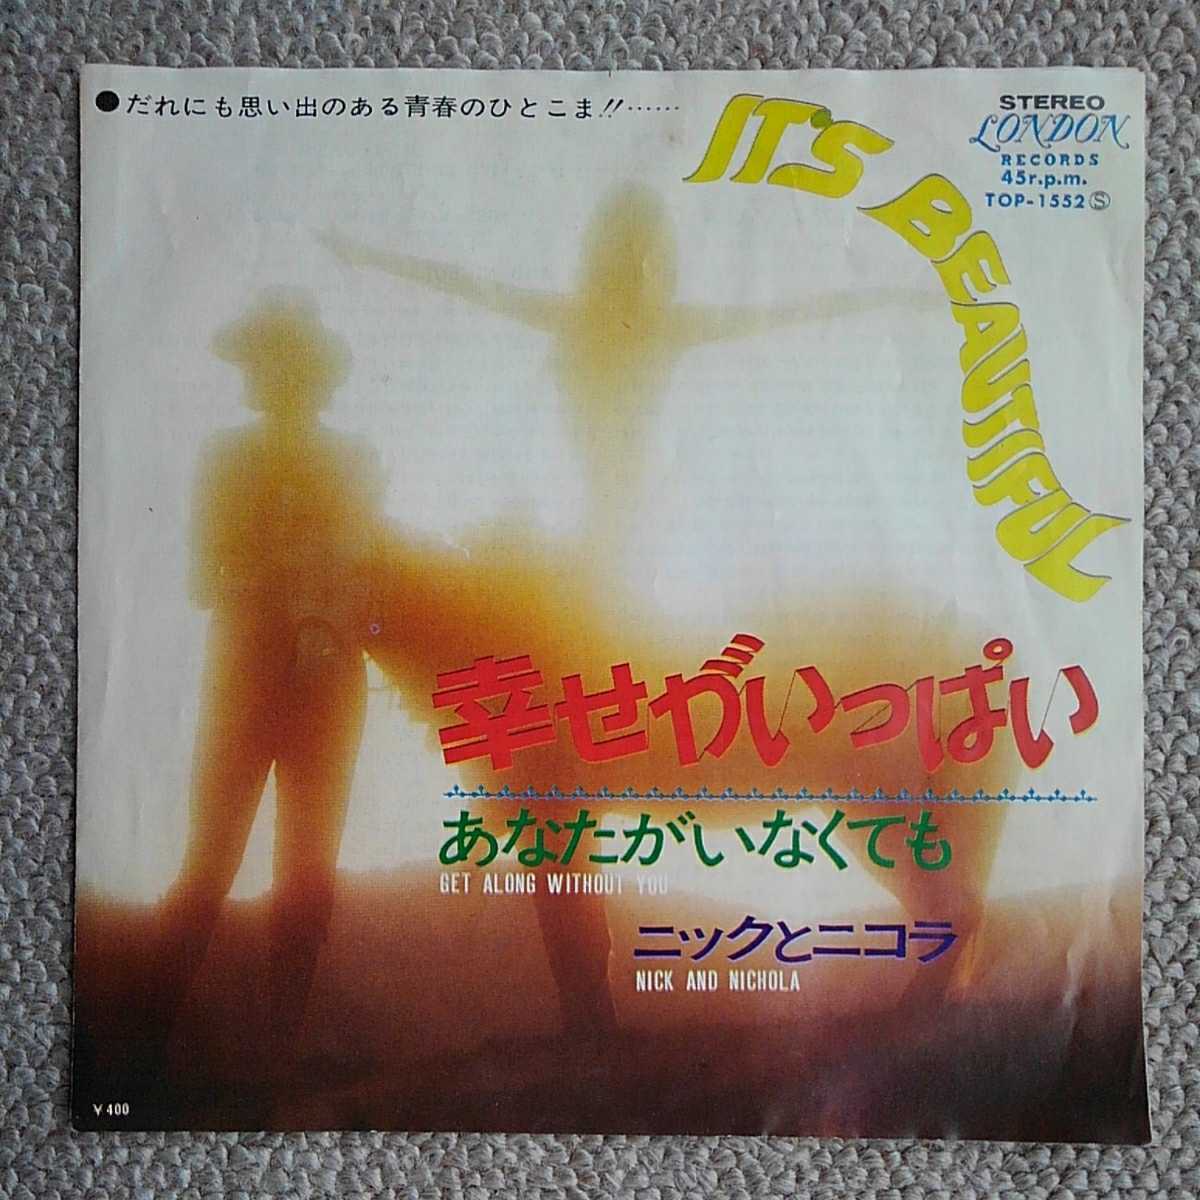 ●だれにも思い出のある青春のひとこま!!……
IT'S BEAUTIFUL
STEREO
LONDON
RECORDS
45r.p.m.
TOP-1552Ⓢ
幸せがいっぱい
あなたがいなくても
GET ALONG WITHOUT YOU
ニックとニコラ
NICK AND NICHOLA
¥400